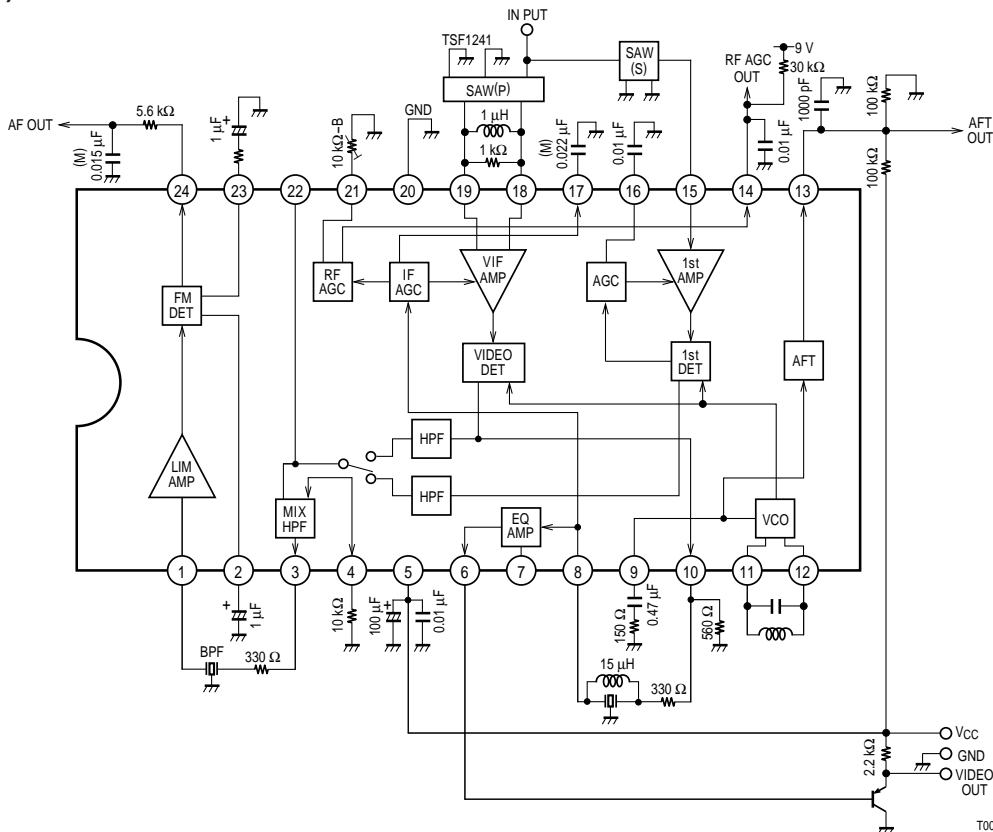 )
IN PUT
TSF1241
SAW
(S)
SAW(P)
9 V
30 kΩ
RF AGC
OUT
1000 pF
100 kΩ
AF OUT
5.6 kΩ
(M)
0.015 µF
1 µF
+
10 kΩ–B
GND
1 µH
1 kΩ
(M)
0.022 µF
0.01 µF
0.01 µF
AFT
OUT
100 kΩ
24
23
22
21
20
19
18
17
16
15
14
13
FM
DET
RF
AGC
IF
AGC
VIF
AMP
AGC
1st
AMP
VIDEO
DET
1st
DET
AFT
LIM
AMP
HPF
HPF
MIX
HPF
EQ
AMP
VCO
1
2
3
4
5
6
7
8
9
10
11
12
+
1 µF
10 kΩ
100 µF
+
0.01 µF
150 Ω
0.47 µF
560 Ω
BPF
330 Ω
15 µH
330 Ω
VCC
2.2 kΩ
GND
VIDEO
OUT
T00